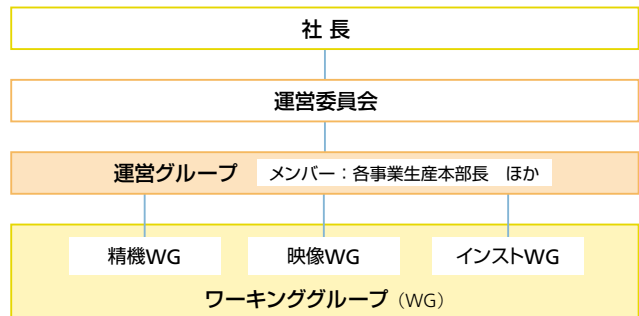 社 長
運営委員会
運営グループ メンバー：各事業生産本部長　ほか
精機WG 映像WG インストWG
ワーキンググループ（WG）